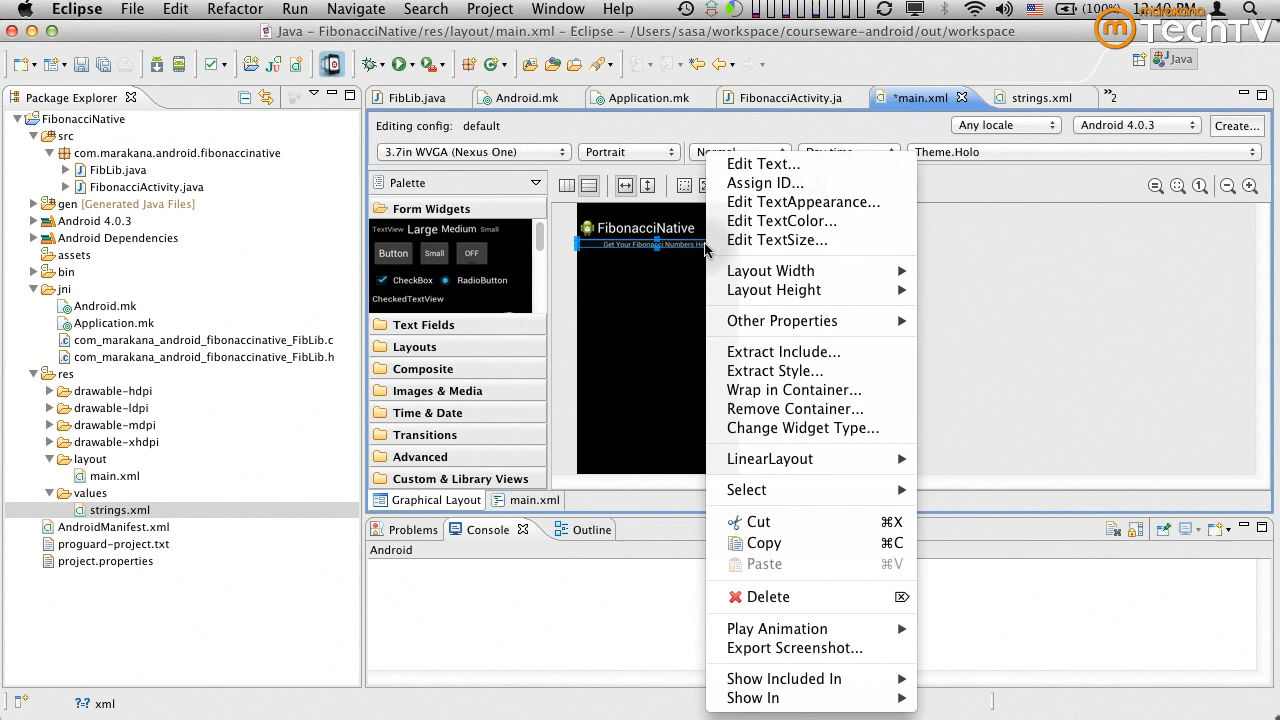 Eclipse File Edit Refactor Run Navigate Search Project Window Help (100%)
marakana
TechTV
Java – FibonacciNative/res/layout/main.xml – Eclipse – /Users/sasa/workspace/courseware-android/out/workspace
Java
Package Explorer
FibonacciNative
src
com.marakana.android.fibonaccinative
FibLib.java
FibonacciActivity.java
gen [Generated Java Files]
Android 4.0.3
Android Dependencies
assets
bin
jni
Android.mk
Application.mk
com_marakana_android_fibonaccinative_FibLib.c
com_marakana_android_fibonaccinative_FibLib.h
res
drawable-hdpi
drawable-ldpi
drawable-mdpi
drawable-xhdpi
layout
main.xml
values
strings.xml
AndroidManifest.xml
proguard-project.txt
project.properties
FibLib.java Android.mk Application.mk FibonacciActivity.ja *main.xml strings.xml »2
Editing config: default Any locale Android 4.0.3 Create...
3.7in WVGA (Nexus One) Portrait Theme.Holo
Palette
Form Widgets
TextView Large Medium Small
Button Small OFF
CheckBox RadioButton
CheckedTextView
Text Fields
Layouts
Composite
Images & Media
Time & Date
Transitions
Advanced
Custom & Library Views
FibonacciNative
Get Your Fibonacci Numbers
Graphical Layout main.xml
Problems Console Outline
Android
Edit Text...
Assign ID...
Edit TextAppearance...
Edit TextColor...
Edit TextSize...
Layout Width
Layout Height
Other Properties
Extract Include...
Extract Style...
Wrap in Container...
Remove Container...
Change Widget Type...
LinearLayout
Select
Cut ⌘X
Copy ⌘C
Paste ⌘V
Delete ⌦
Play Animation
Export Screenshot...
Show Included In
Show In
xml